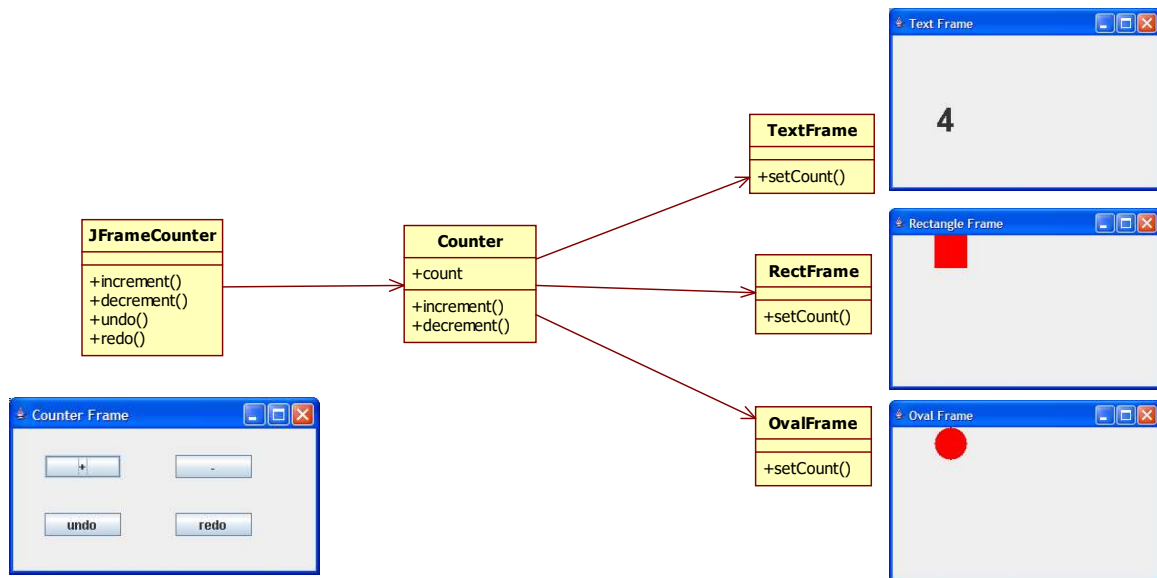 Text Frame
4
TextFrame
+setCount()
JFrameCounter
+increment()
+decrement()
+undo()
+redo()
Counter
+count
+increment()
+decrement()
Rectangle Frame
RectFrame
+setCount()
Counter Frame
+ -
undo redo
OvalFrame
+setCount()
Oval Frame